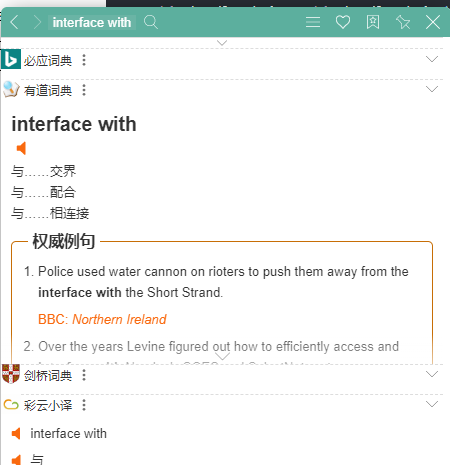 interface with
必应词典
有道词典
interface with
与……交界
与……配合
与……相连接
权威例句
1. Police used water cannon on rioters to push them away from the
interface with the Short Strand.
BBC: Northern Ireland
2. Over the years Levine figured out how to efficiently access and
剑桥词典
彩云小译
interface with
与